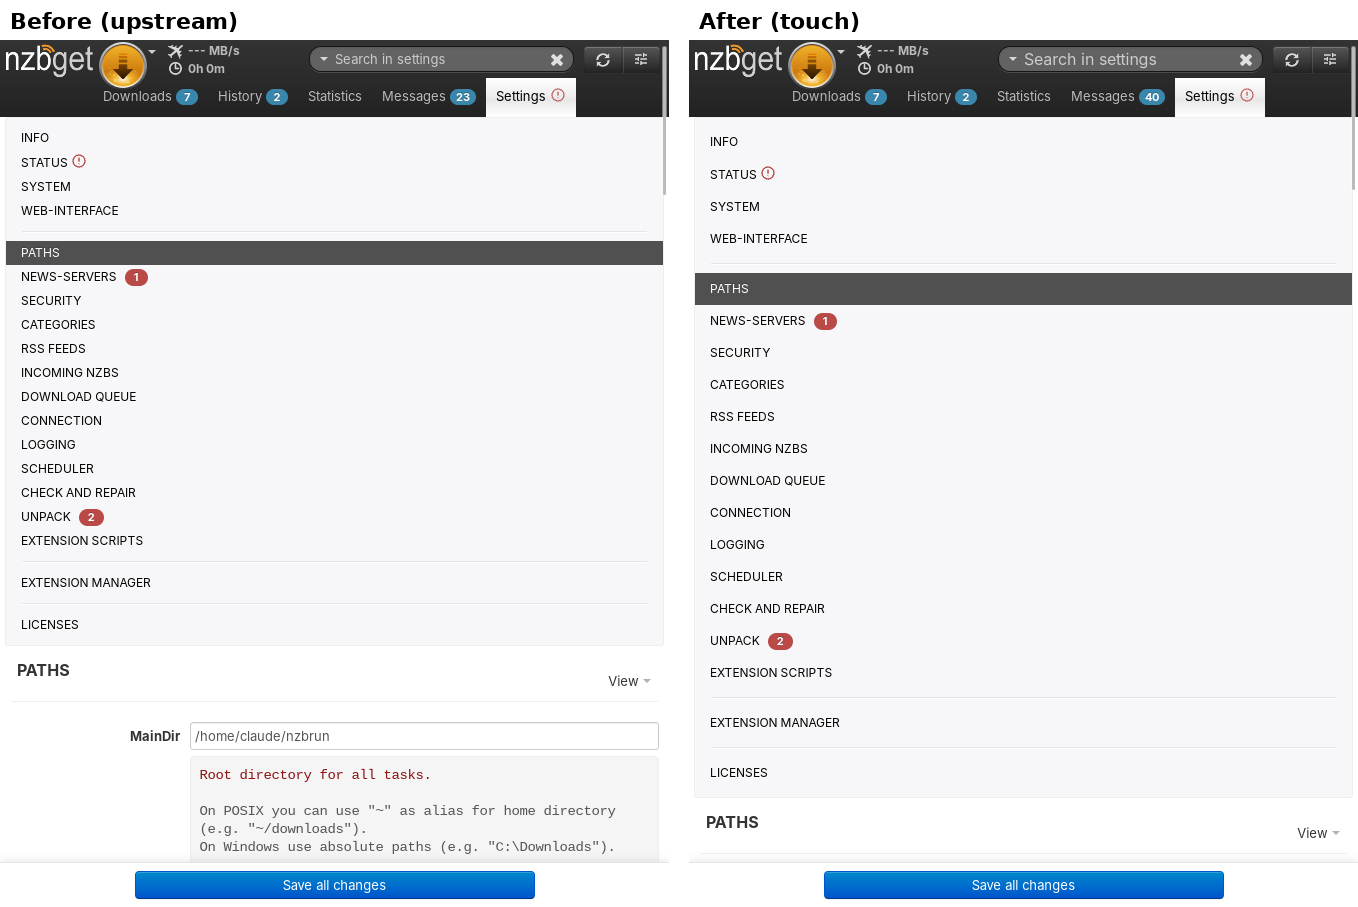 Before (upstream)
nzbget
--- MB/s
0h 0m
Search in settings
Downloads 7 History 2 Statistics Messages 23 Settings
INFO
STATUS
SYSTEM
WEB-INTERFACE
PATHS
NEWS-SERVERS 1
SECURITY
CATEGORIES
RSS FEEDS
INCOMING NZBS
DOWNLOAD QUEUE
CONNECTION
LOGGING
SCHEDULER
CHECK AND REPAIR
UNPACK 2
EXTENSION SCRIPTS
EXTENSION MANAGER
LICENSES
PATHS
View
MainDir /home/claude/nzbrun
Root directory for all tasks.
On POSIX you can use "~" as alias for home directory
(e.g. "~/downloads").
On Windows use absolute paths (e.g. "C:\Downloads").
Save all changes
After (touch)
nzbget
--- MB/s
0h 0m
Search in settings
Downloads 7 History 2 Statistics Messages 40 Settings
INFO
STATUS
SYSTEM
WEB-INTERFACE
PATHS
NEWS-SERVERS 1
SECURITY
CATEGORIES
RSS FEEDS
INCOMING NZBS
DOWNLOAD QUEUE
CONNECTION
LOGGING
SCHEDULER
CHECK AND REPAIR
UNPACK 2
EXTENSION SCRIPTS
EXTENSION MANAGER
LICENSES
PATHS
View
Save all changes